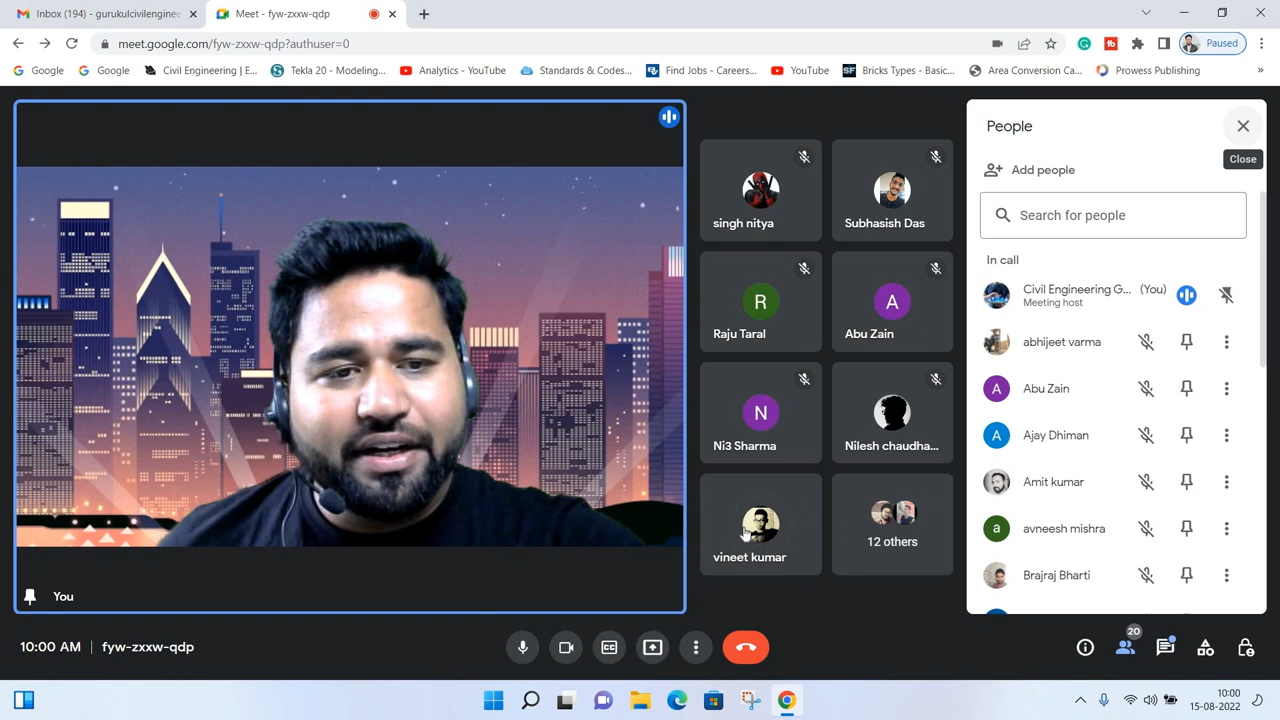 Inbox (194) - gurukulcivilengine
Meet - fyw-zxxw-qdp
meet.google.com/fyw-zxxw-qdp?authuser=0
Paused
Google
Google
Civil Engineering | E...
Tekla 20 - Modeling...
Analytics - YouTube
Standards & Codes...
Find Jobs - Careers...
YouTube
Bricks Types - Basic...
Area Conversion Ca...
Prowess Publishing
»
You
singh nitya
Subhasish Das
R
Raju Taral
A
Abu Zain
N
Ni3 Sharma
Nilesh chaudha...
vineet kumar
12 others
People
Close
Add people
Search for people
In call
Civil Engineering G... (You)
Meeting host
abhijeet varma
A
Abu Zain
A
Ajay Dhiman
Amit kumar
a
avneesh mishra
Brajraj Bharti
10:00 AM
fyw-zxxw-qdp
CC
20
10:00
15-08-2022